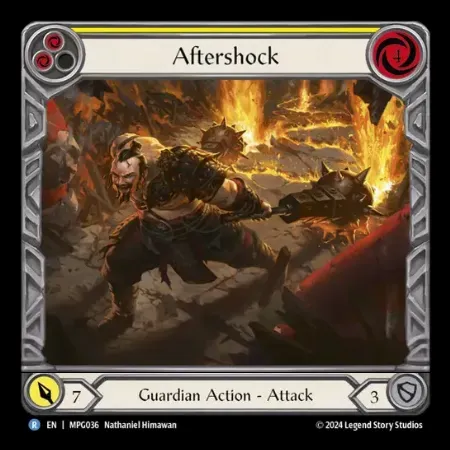 Aftershock
7
Guardian Action - Attack
3
R EN | MPG036 Nathaniel Himawan
© 2024 Legend Story Studios